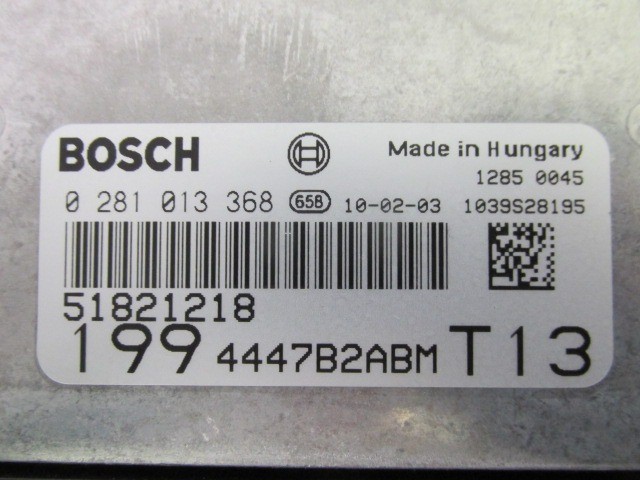 BOSCH Made in Hungary
1285 0045
0 281 013 368 658 10-02-03 1039S28195
51821218
199 4447B2ABM T13